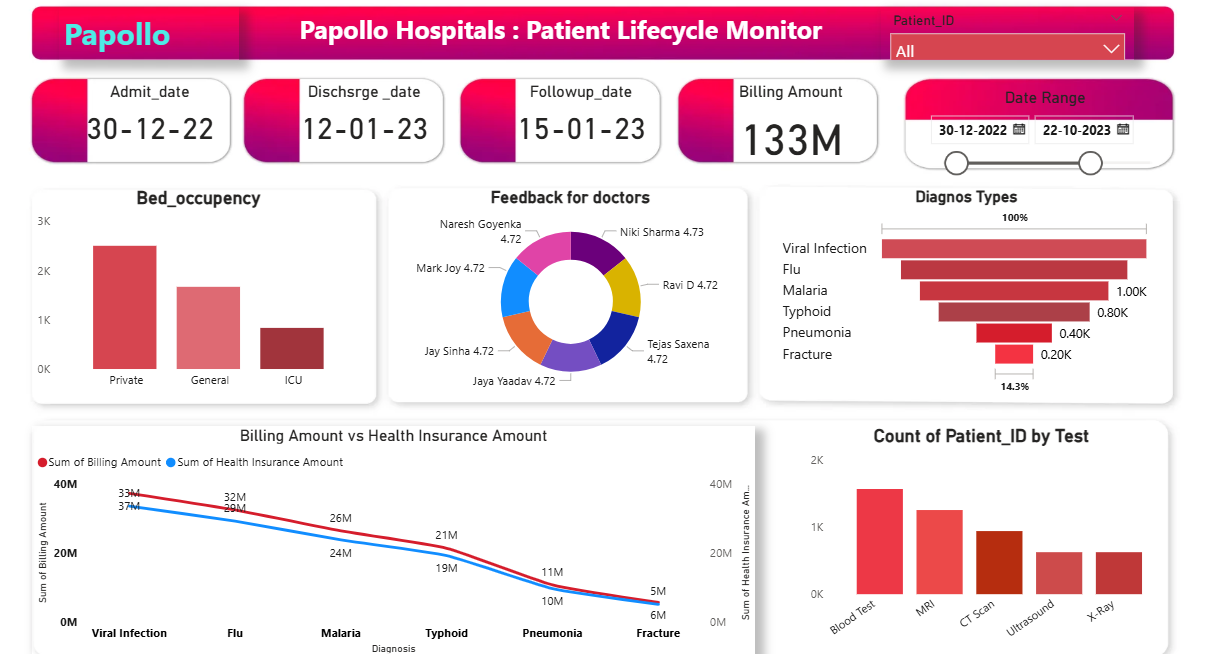 Papollo
Papollo Hospitals : Patient Lifecycle Monitor
Patient_ID
All
Admit_date
30-12-22
Dischsrge _date
12-01-23
Followup_date
15-01-23
Billing Amount
133M
Date Range
30-12-2022
22-10-2023
Bed_occupency
3K
2K
1K
0K
Private
General
ICU
Feedback for doctors
Naresh Goyenka
4.72
Niki Sharma 4.73
Mark Joy 4.72
Ravi D 4.72
Jay Sinha 4.72
Tejas Saxena
4.72
Jaya Yaadav 4.72
Diagnos Types
100%
Viral Infection
Flu
Malaria
1.00K
Typhoid
0.80K
Pneumonia
0.40K
Fracture
0.20K
14.3%
Billing Amount vs Health Insurance Amount
Sum of Billing Amount
Sum of Health Insurance Amount
Sum of Billing Amount
40M
20M
0M
33M
37M
32M
29M
26M
24M
21M
19M
11M
10M
5M
6M
40M
20M
0M
Sum of Health Insurance Am...
Viral Infection
Flu
Malaria
Typhoid
Pneumonia
Fracture
Diagnosis
Count of Patient_ID by Test
2K
1K
0K
Blood Test
MRI
CT Scan
Ultrasound
X-Ray